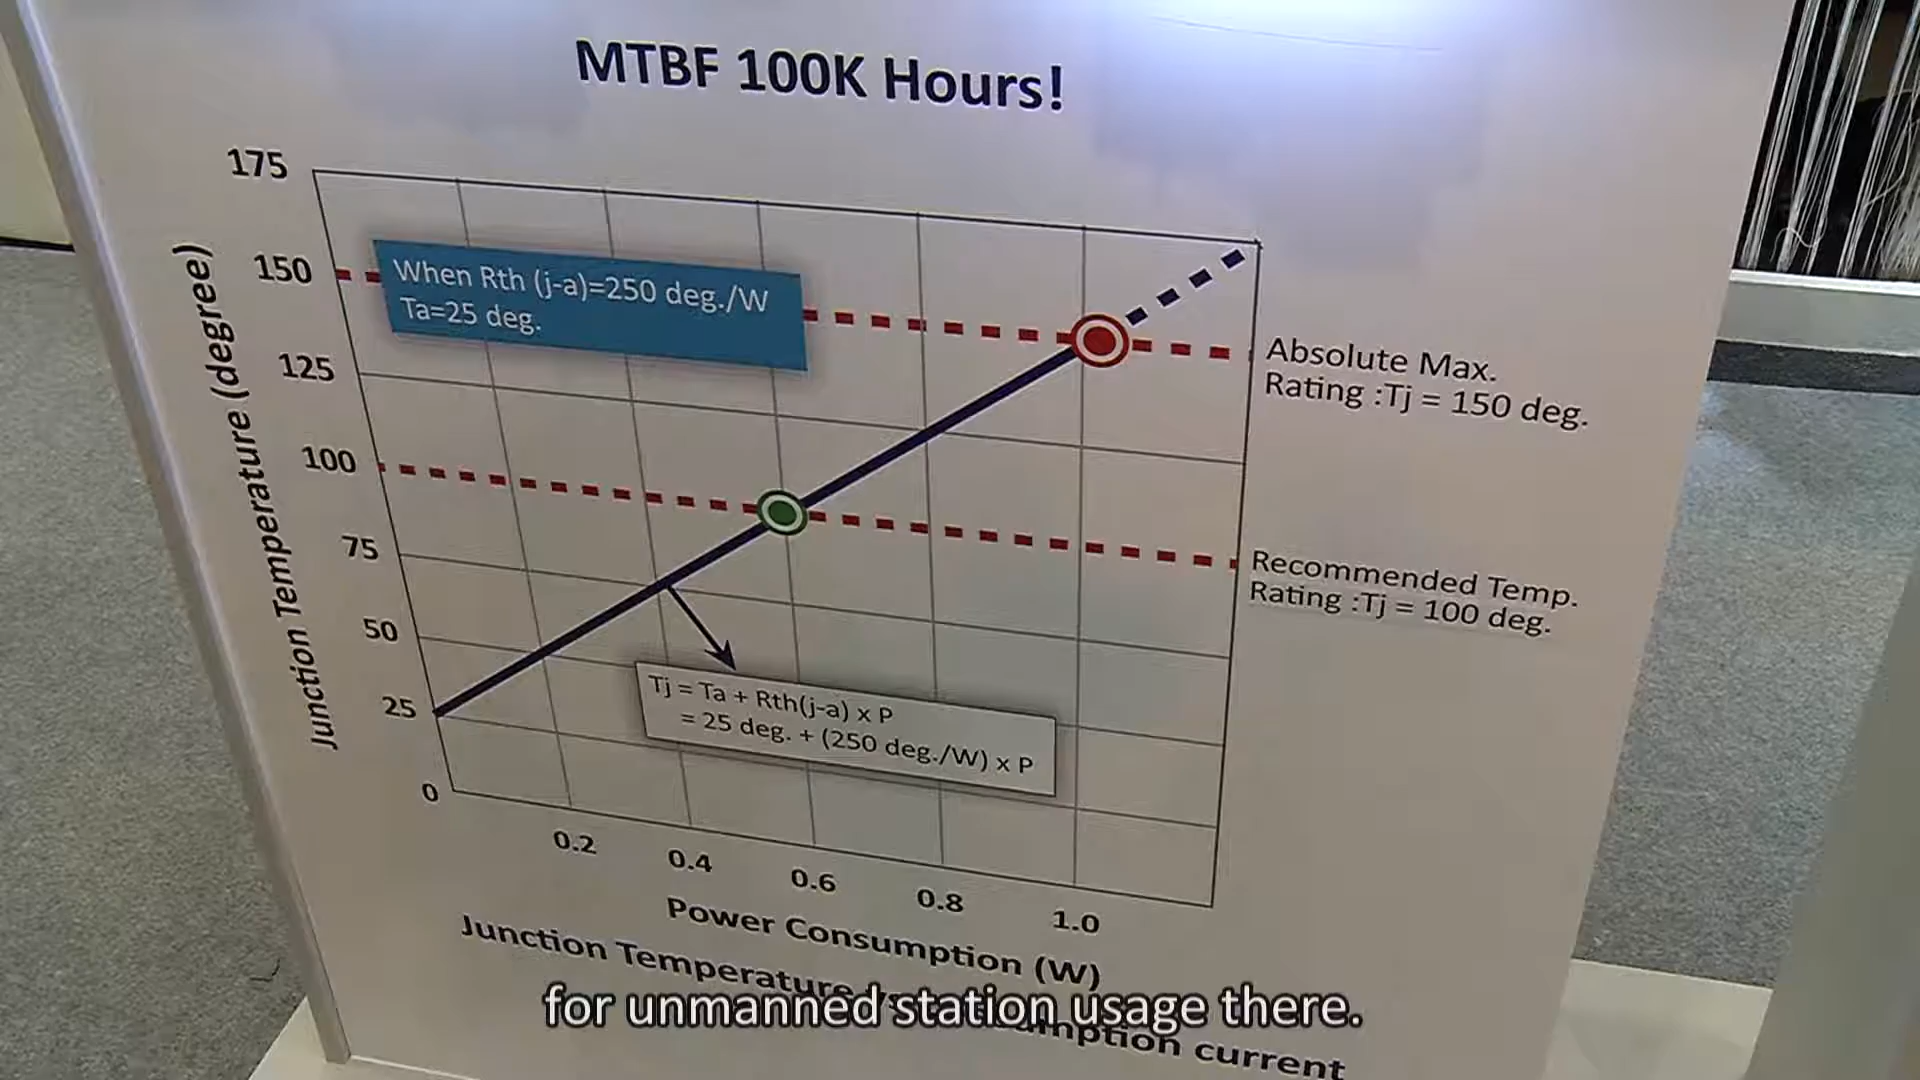 MTBF 100K Hours!
175
150
125
100
75
50
25
0
Junction Temperature (degree)
When Rth (j-a)=250 deg./W
Ta=25 deg.
Absolute Max.
Rating :Tj = 150 deg.
Recommended Temp.
Rating :Tj = 100 deg.
Tj = Ta + Rth(j-a) x P
= 25 deg. + (250 deg./W) x P
0.2 0.4 0.6 0.8 1.0
Power Consumption (W)
Junction Temperature current
for unmanned station usage there.